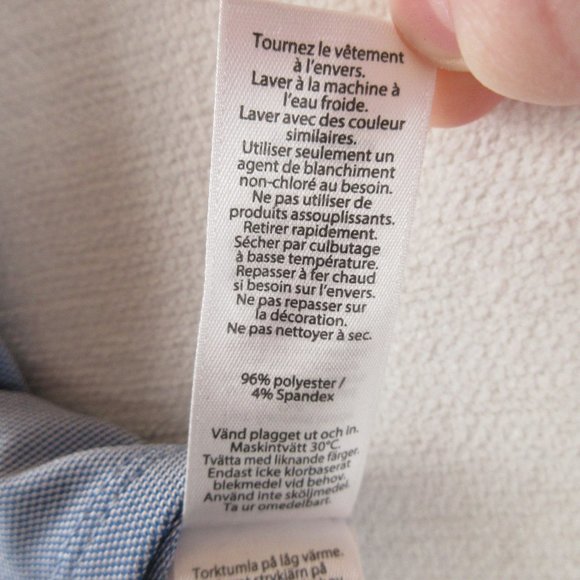 Tournez le vêtement
à l'envers.
Laver à la machine à
l'eau froide.
Laver avec des couleur
similaires.
Utiliser seulement un
agent de blanchiment
non-chloré au besoin.
Ne pas utiliser de
produits assouplissants.
Retirer rapidement.
Sécher par culbutage
à basse température.
Repasser à fer chaud
si besoin sur l'envers.
Ne pas repasser sur
la décoration.
Ne pas nettoyer à sec.
96% polyester /
4% Spandex
Vänd plagget ut och in.
Maskintvätt 30°C.
Tvätta med liknande färger.
Endast icke klorbaserat
blekmedel vid behov.
Använd inte sköljmedel.
Ta ur omedelbart.
Torktumla på låg värme.
strykjärn på